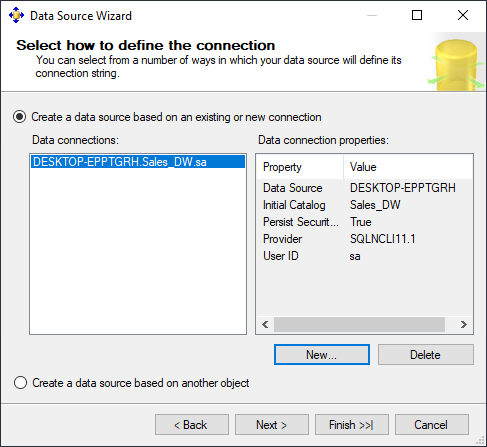 Data Source Wizard
Select how to define the connection
You can select from a number of ways in which your data source will define its
connection string.
Create a data source based on an existing or new connection
Data connections:
Data connection properties:
DESKTOP-EPPTGRH.Sales_DW.sa
Property Value
Data Source DESKTOP-EPPTGRH
Initial Catalog Sales_DW
Persist Securit... True
Provider SQLNCLI11.1
User ID sa
New...
Delete
Create a data source based on another object
< Back
Next >
Finish >>|
Cancel